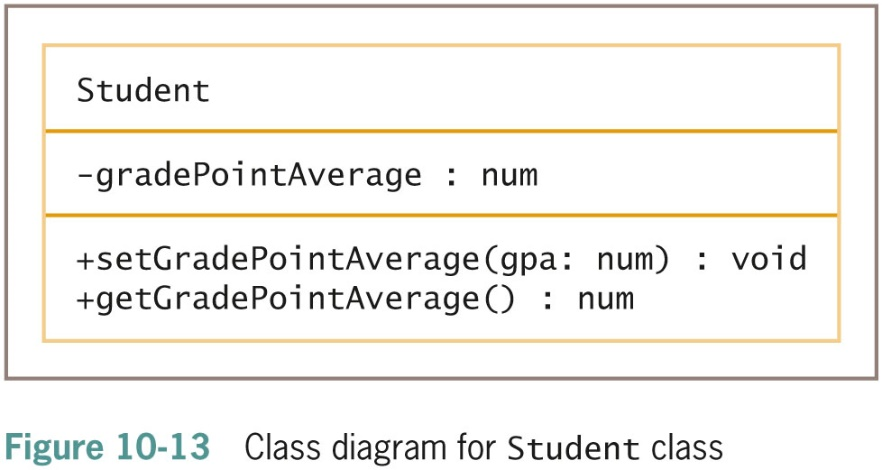 Student
-gradePointAverage : num
+setGradePointAverage(gpa: num) : void
+getGradePointAverage() : num
Figure 10-13 Class diagram for Student class